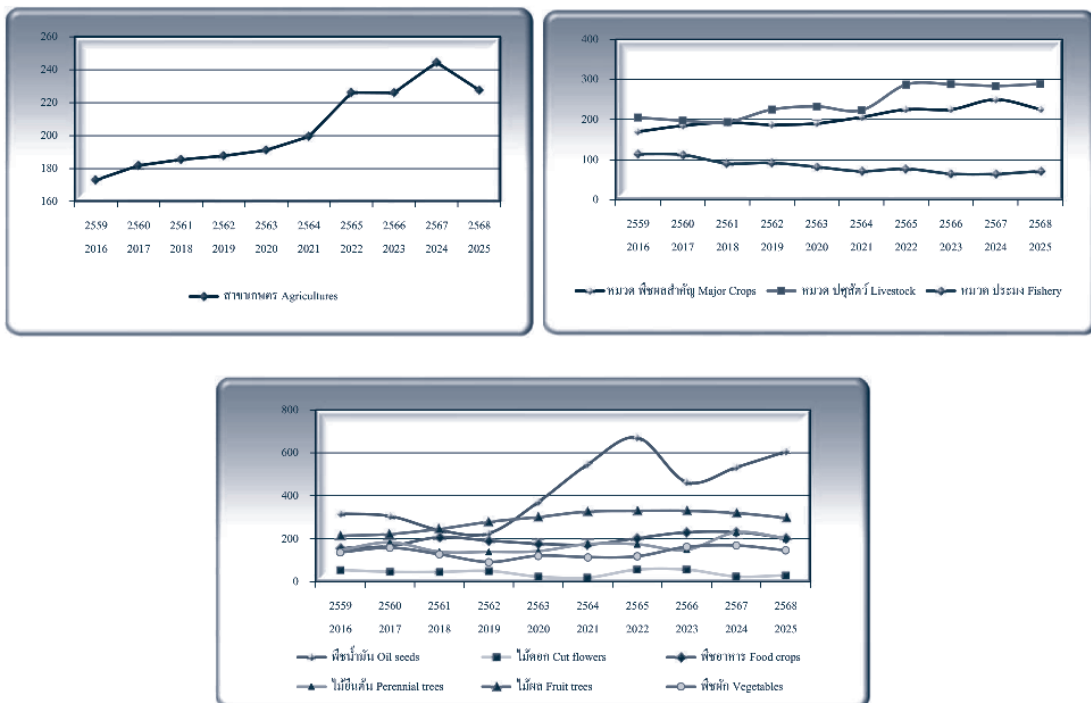 260
240
220
200
180
160
2559 2560 2561 2562 2563 2564 2565 2566 2567 2568
2016 2017 2018 2019 2020 2021 2022 2023 2024 2025
สาขาเกษตร Agricultures
400
300
200
100
0
2559 2560 2561 2562 2563 2564 2565 2566 2567 2568
2016 2017 2018 2019 2020 2021 2022 2023 2024 2025
หมวด พืชผลสำคัญ Major Crops หมวด ปศุสัตว์ Livestock หมวด ประมง Fishery
800
600
400
200
0
2559 2560 2561 2562 2563 2564 2565 2566 2567 2568
2016 2017 2018 2019 2020 2021 2022 2023 2024 2025
พืชน้ำมัน Oil seeds ไม้ดอก Cut flowers พืชอาหาร Food crops
ไม้ยืนต้น Perennial trees ไม้ผล Fruit trees พืชผัก Vegetables